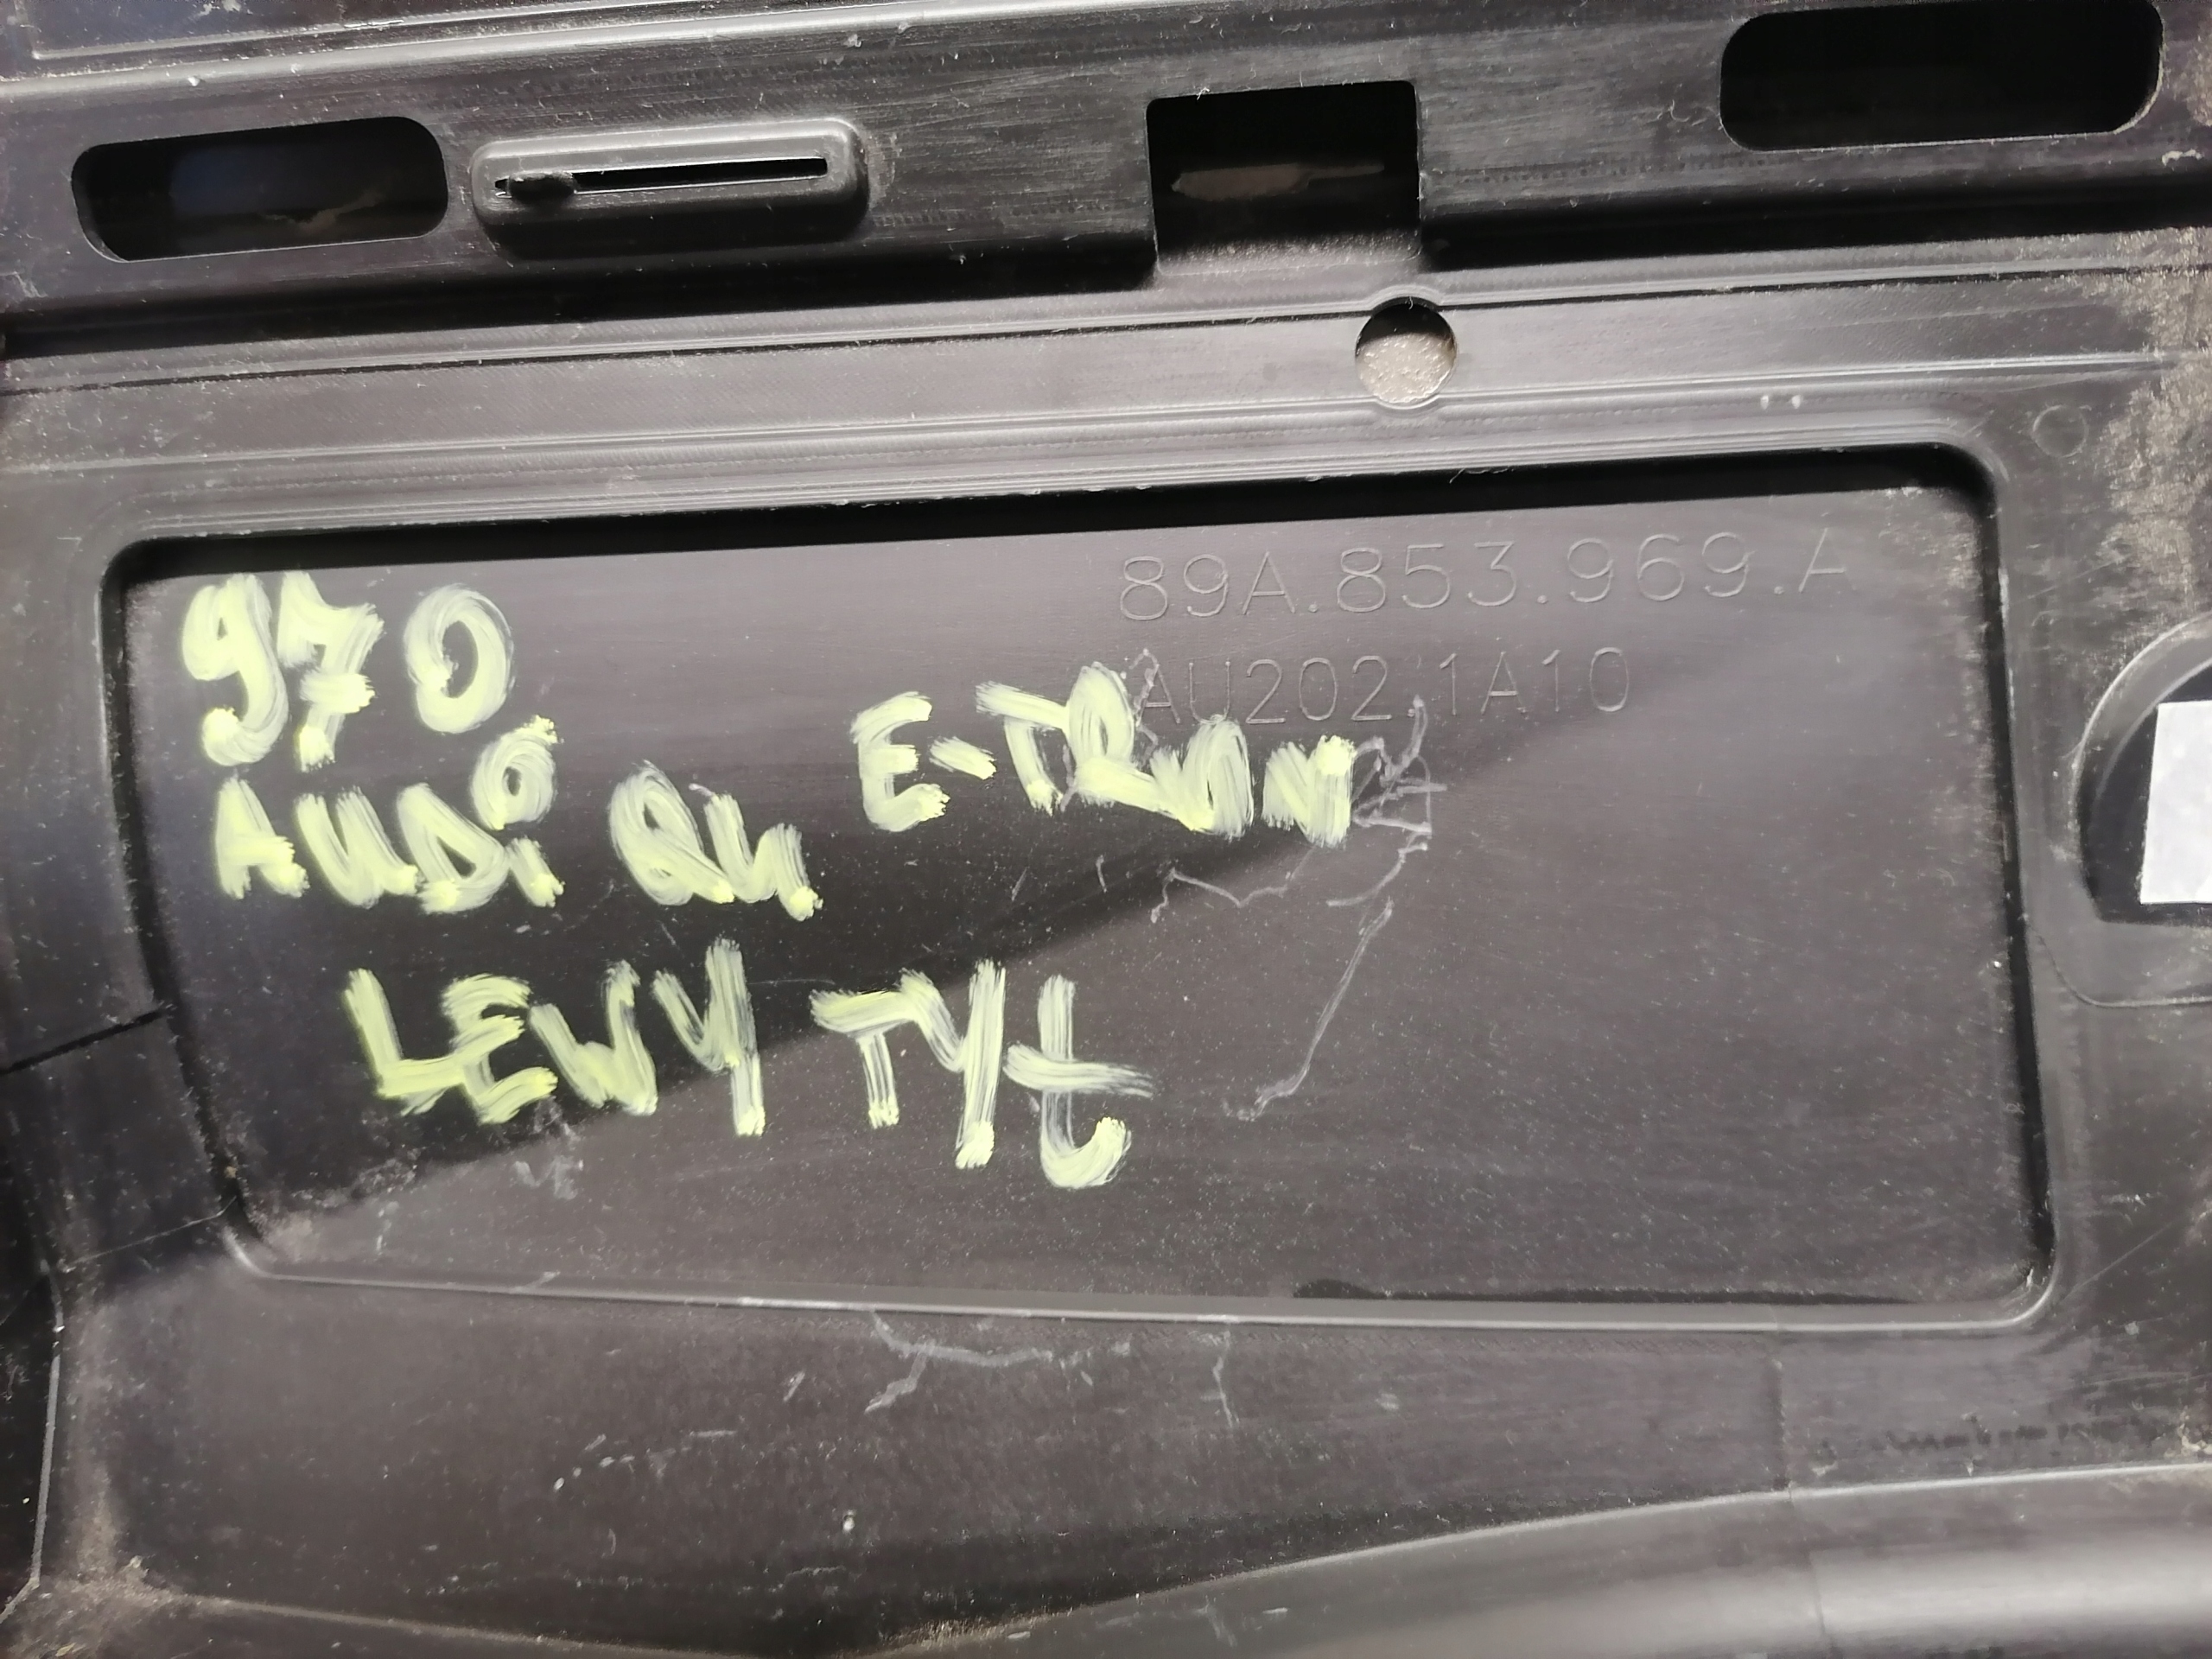 89A.853.969.A
AU202.1A10
970
AUDi Q4 E-TRON
LEWY TYŁ